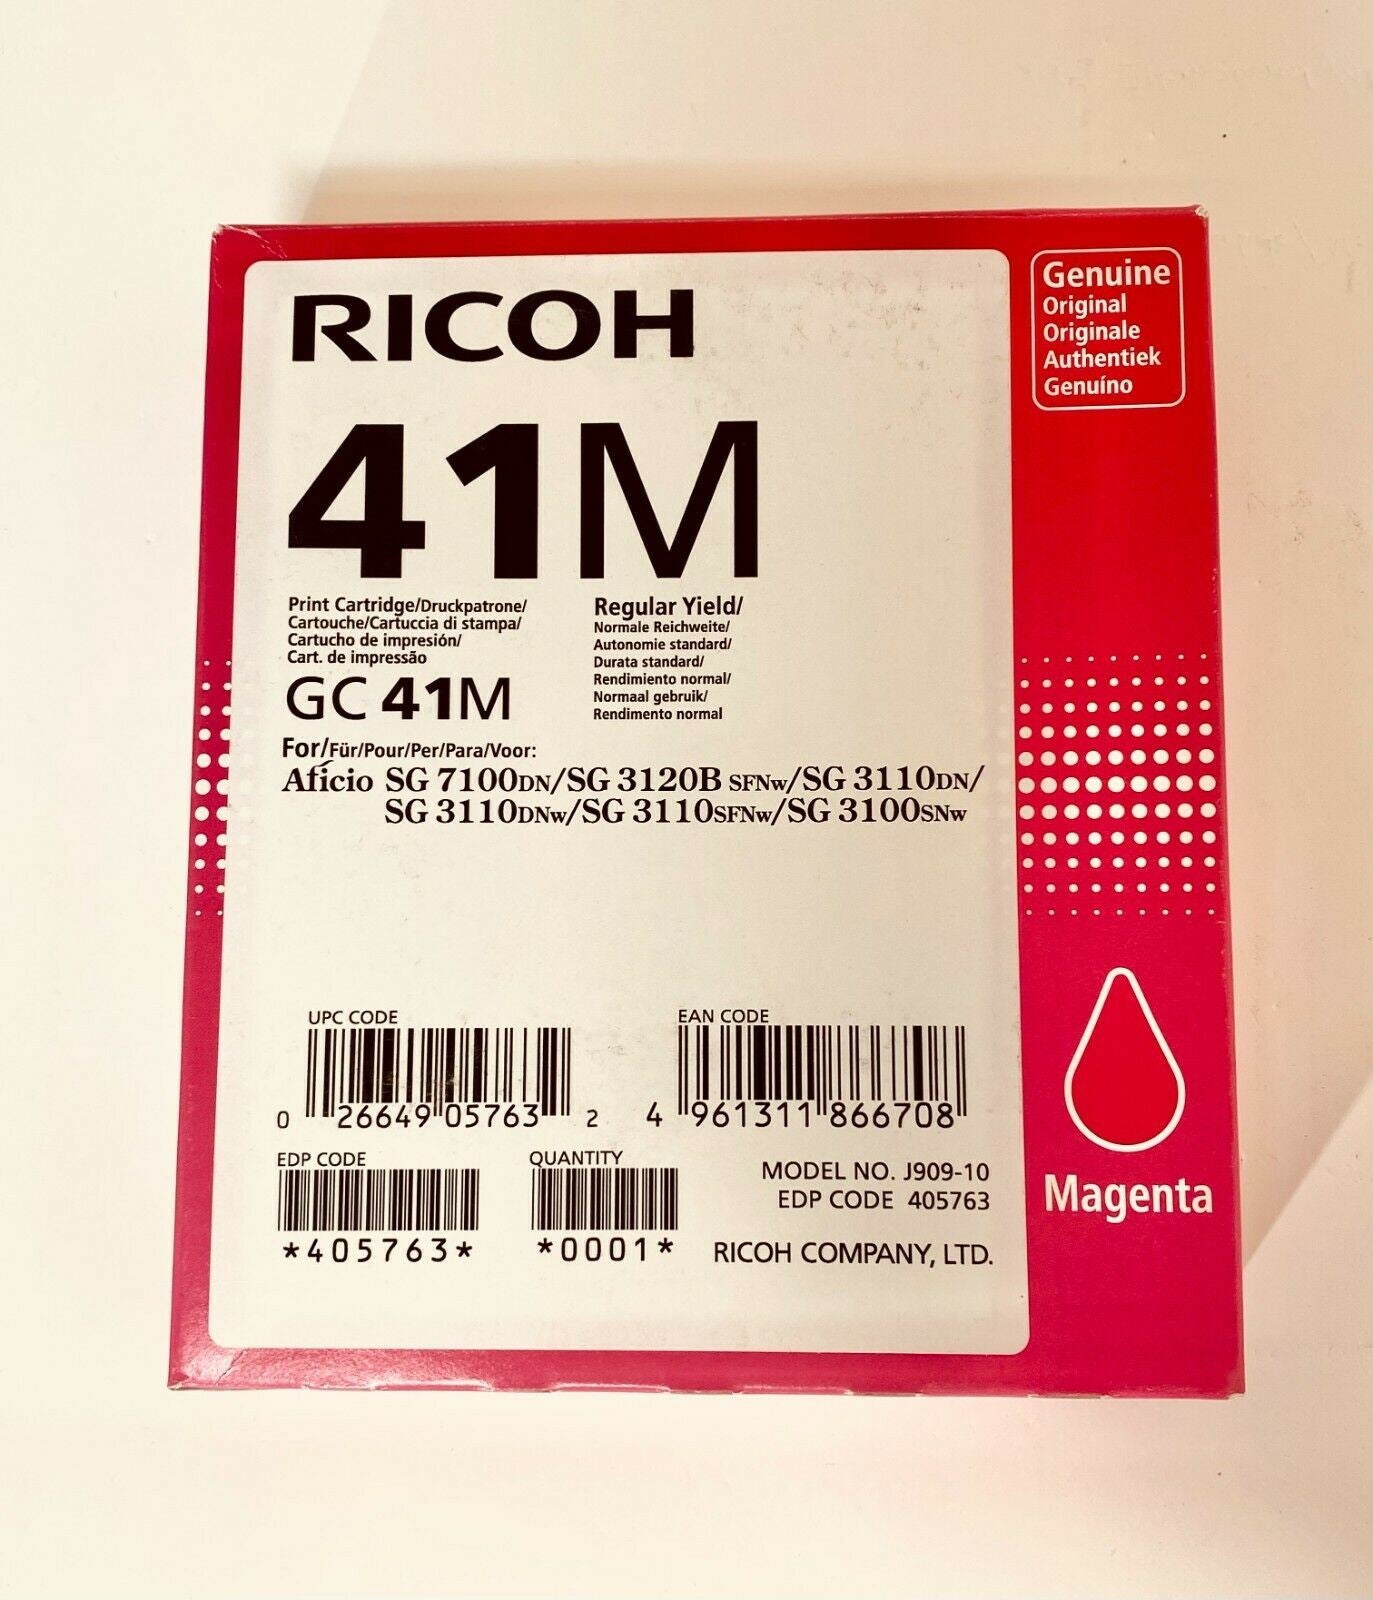 RICOH
Genuine
Original
Originale
Authentiek
Genuíno
41M
Print Cartridge/Druckpatrone/
Cartouche/Cartuccia di stampa/
Cartucho de impresión/
Cart. de impressão
GC 41M
Regular Yield/
Normale Reichweite/
Autonomie standard/
Durata standard/
Rendimiento normal/
Normaal gebruik/
Rendimento normal
For/Für/Pour/Per/Para/Voor:
Aficio SG 7100DN/SG 3120B SFNw/SG 3110DN/
SG 3110DNw/SG 3110SFNw/SG 3100SNw
UPC CODE
0 26649 05763 2
EAN CODE
4 961311 866708
EDP CODE
*405763*
QUANTITY
*0001*
MODEL NO. J909-10
EDP CODE 405763
RICOH COMPANY, LTD.
Magenta